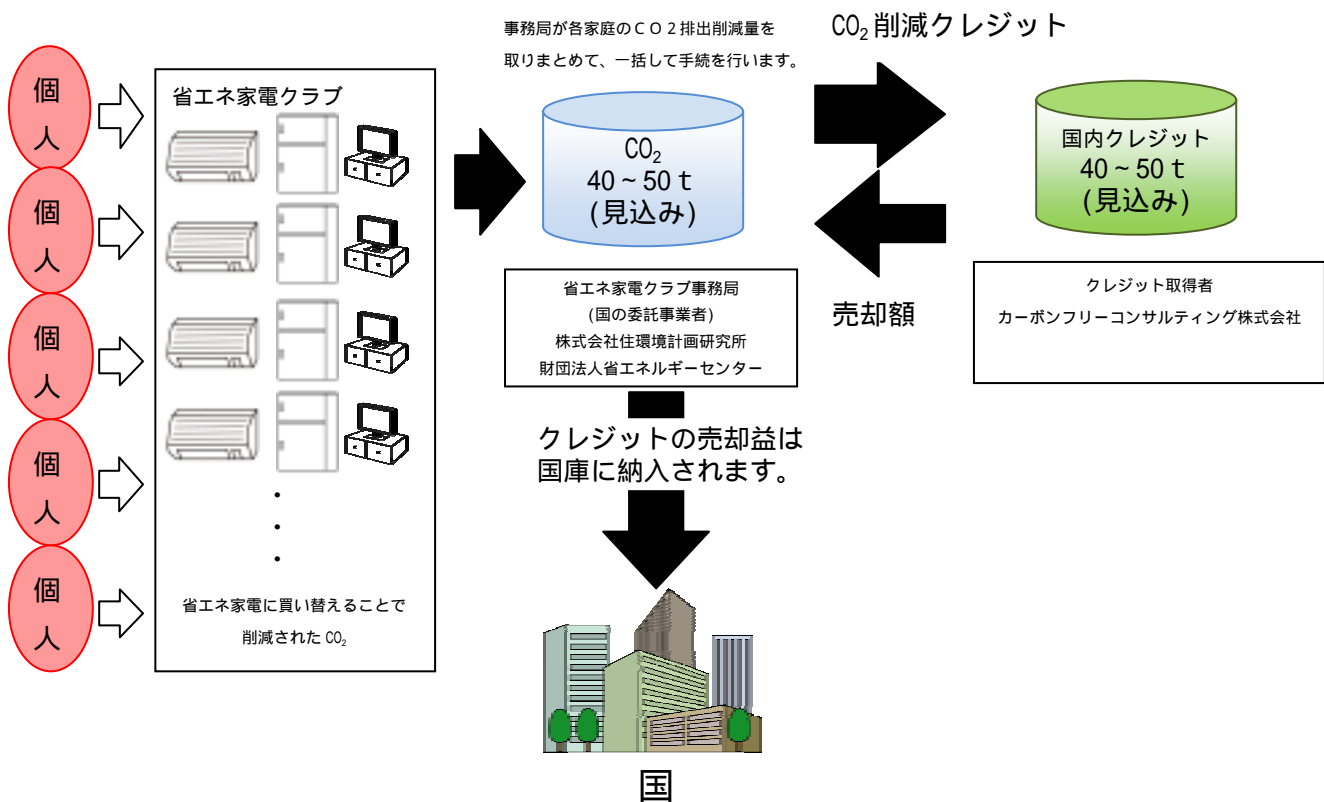 事務局が各家庭のCO2排出削減量を
取りまとめて、一括して手続を行います。
CO₂削減クレジット
個
人
個
人
個
人
個
人
個
人
省エネ家電クラブ
・
・
・
省エネ家電に買い替えることで
削減された CO₂
CO₂
40~50t
(見込み)
国内クレジット
40~50t
(見込み)
省エネ家電クラブ事務局
(国の委託事業者)
株式会社住環境計画研究所
財団法人省エネルギーセンター
売却額
クレジット取得者
カーボンフリーコンサルティング株式会社
クレジットの売却益は
国庫に納入されます。
国